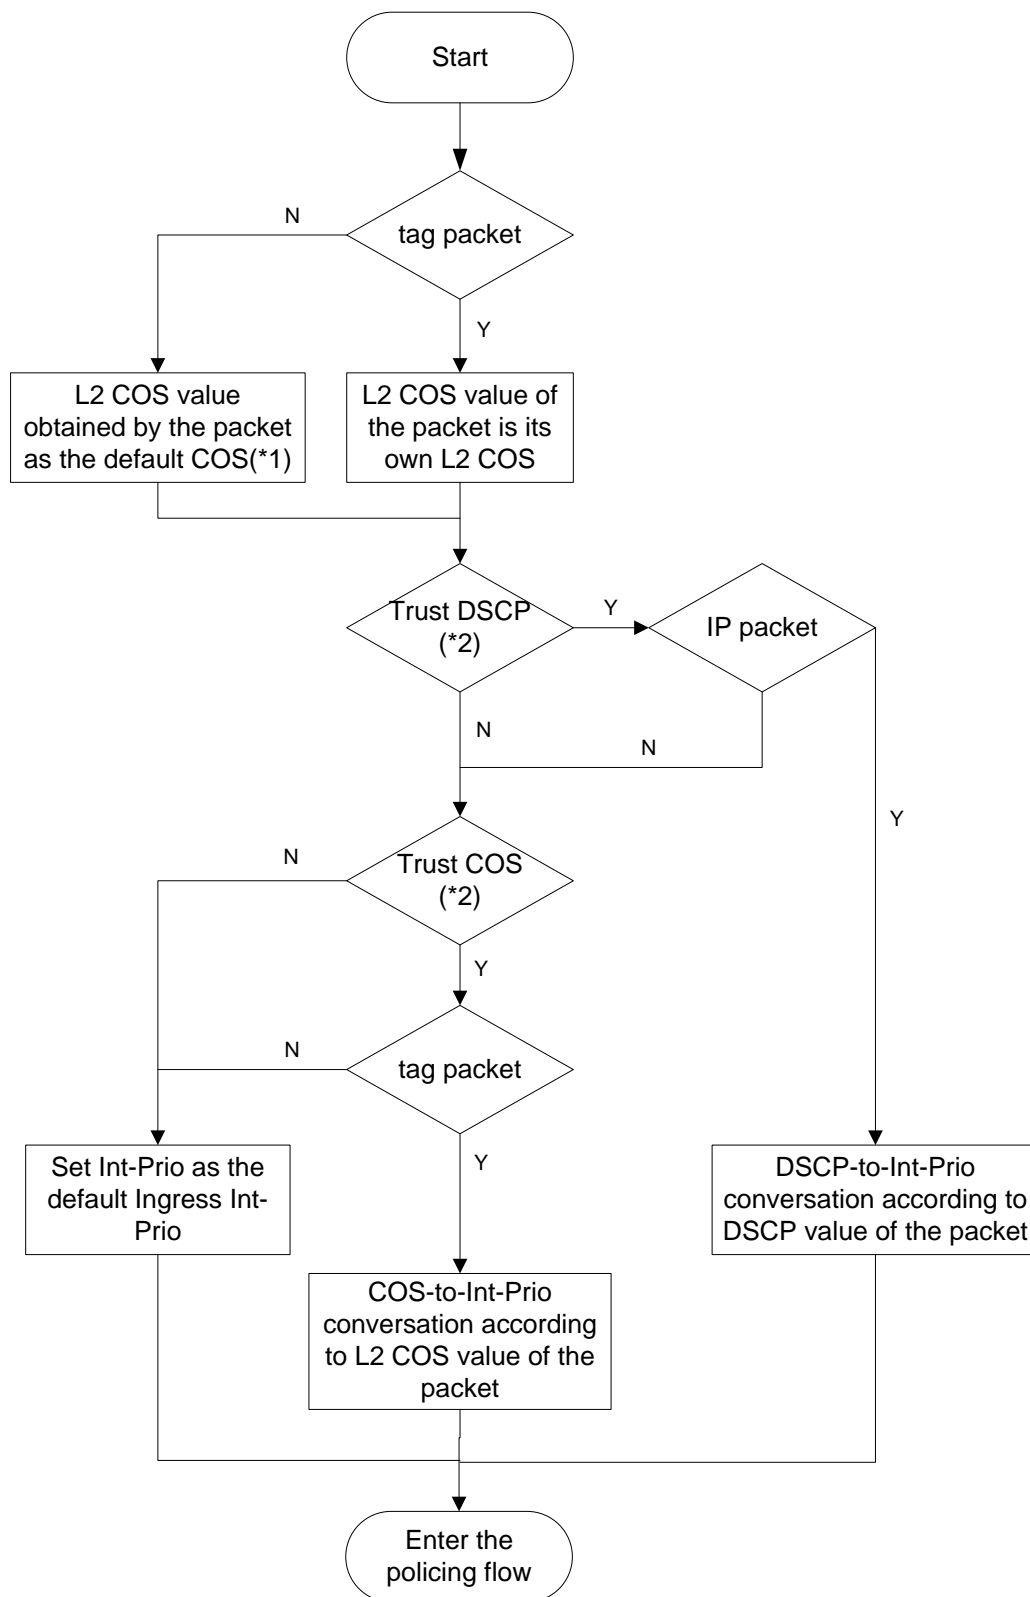 Start
N
tag packet
Y
L2 COS value
obtained by the packet
as the default COS(*1)
L2 COS value of
the packet is its
own L2 COS
Trust DSCP
(*2)
Y
IP packet
N
N
Y
N
Trust COS
(*2)
Y
N
tag packet
Y
Set Int-Prio as the
default Ingress Int-
Prio
DSCP-to-Int-Prio
conversation according to
DSCP value of the packet
COS-to-Int-Prio
conversation according
to L2 COS value of the
packet
Enter the
policing flow